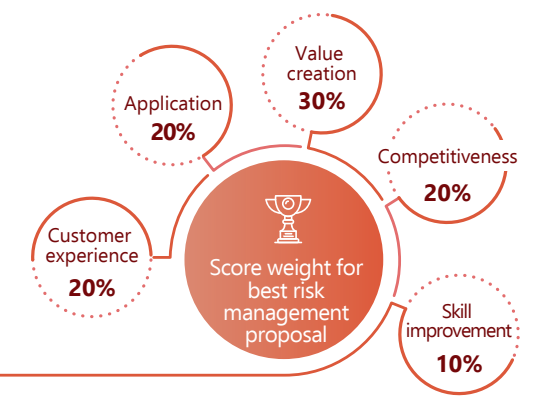 Value
creation
30%
Application
20%
Competitiveness
20%
Customer
experience
20%
Score weight for
best risk
management
proposal
Skill
improvement
10%